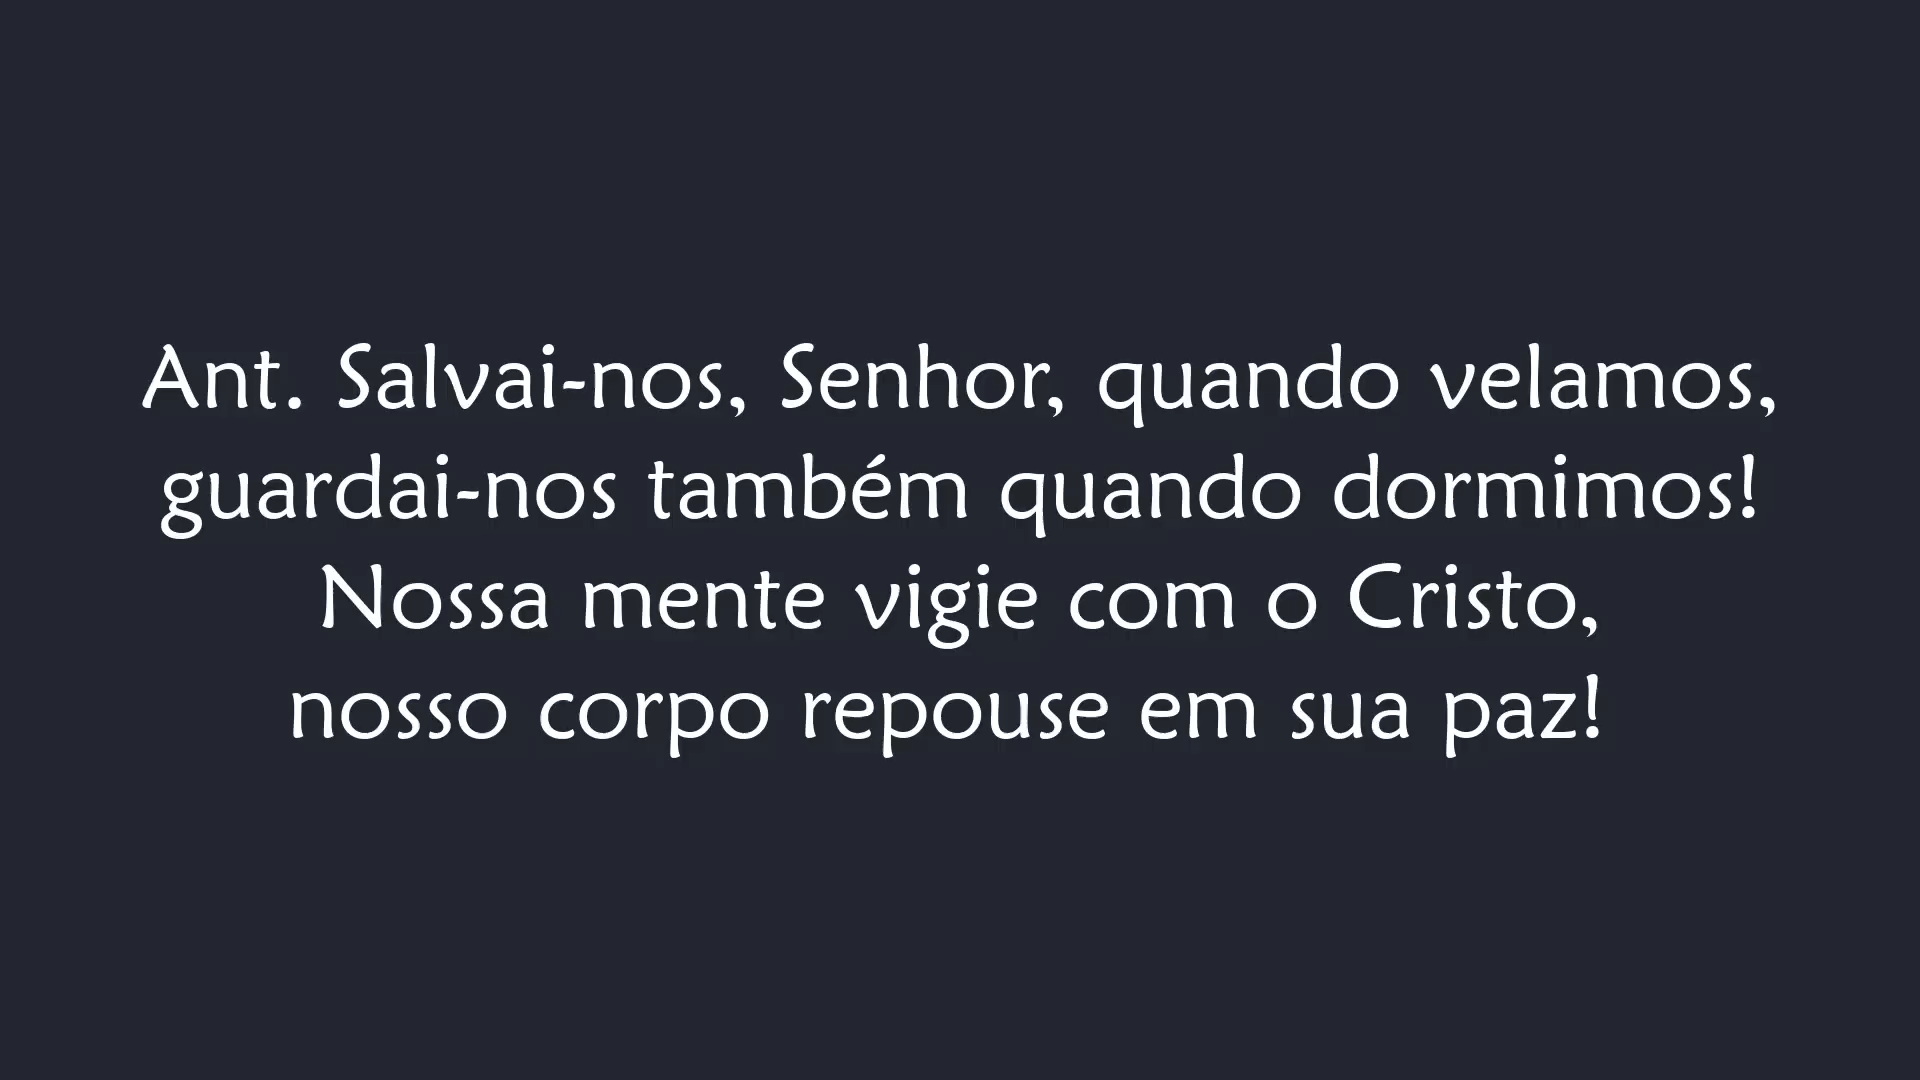 Ant. Salvai-nos, Senhor, quando velamos,
guardai-nos também quando dormimos!
Nossa mente vigie com o Cristo,
nosso corpo repouse em sua paz!